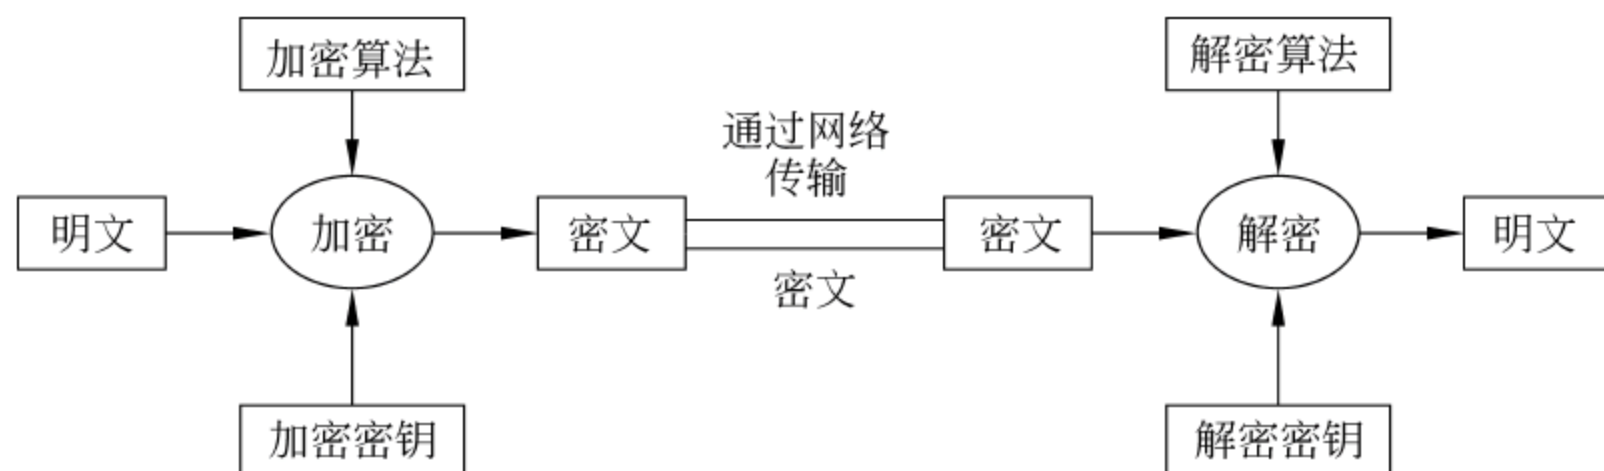 加密算法
解密算法
通过网络
传输
明文
加密
密文
密文
解密
明文
密文
加密密钥
解密密钥